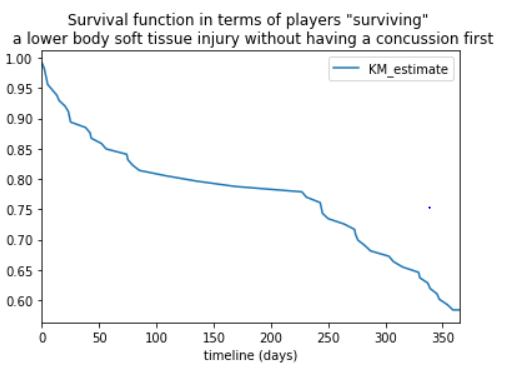 Survival function in terms of players "surviving"
a lower body soft tissue injury without having a concussion first
KM_estimate
1.00
0.95
0.90
0.85
0.80
0.75
0.70
0.65
0.60
0 50 100 150 200 250 300 350
timeline (days)